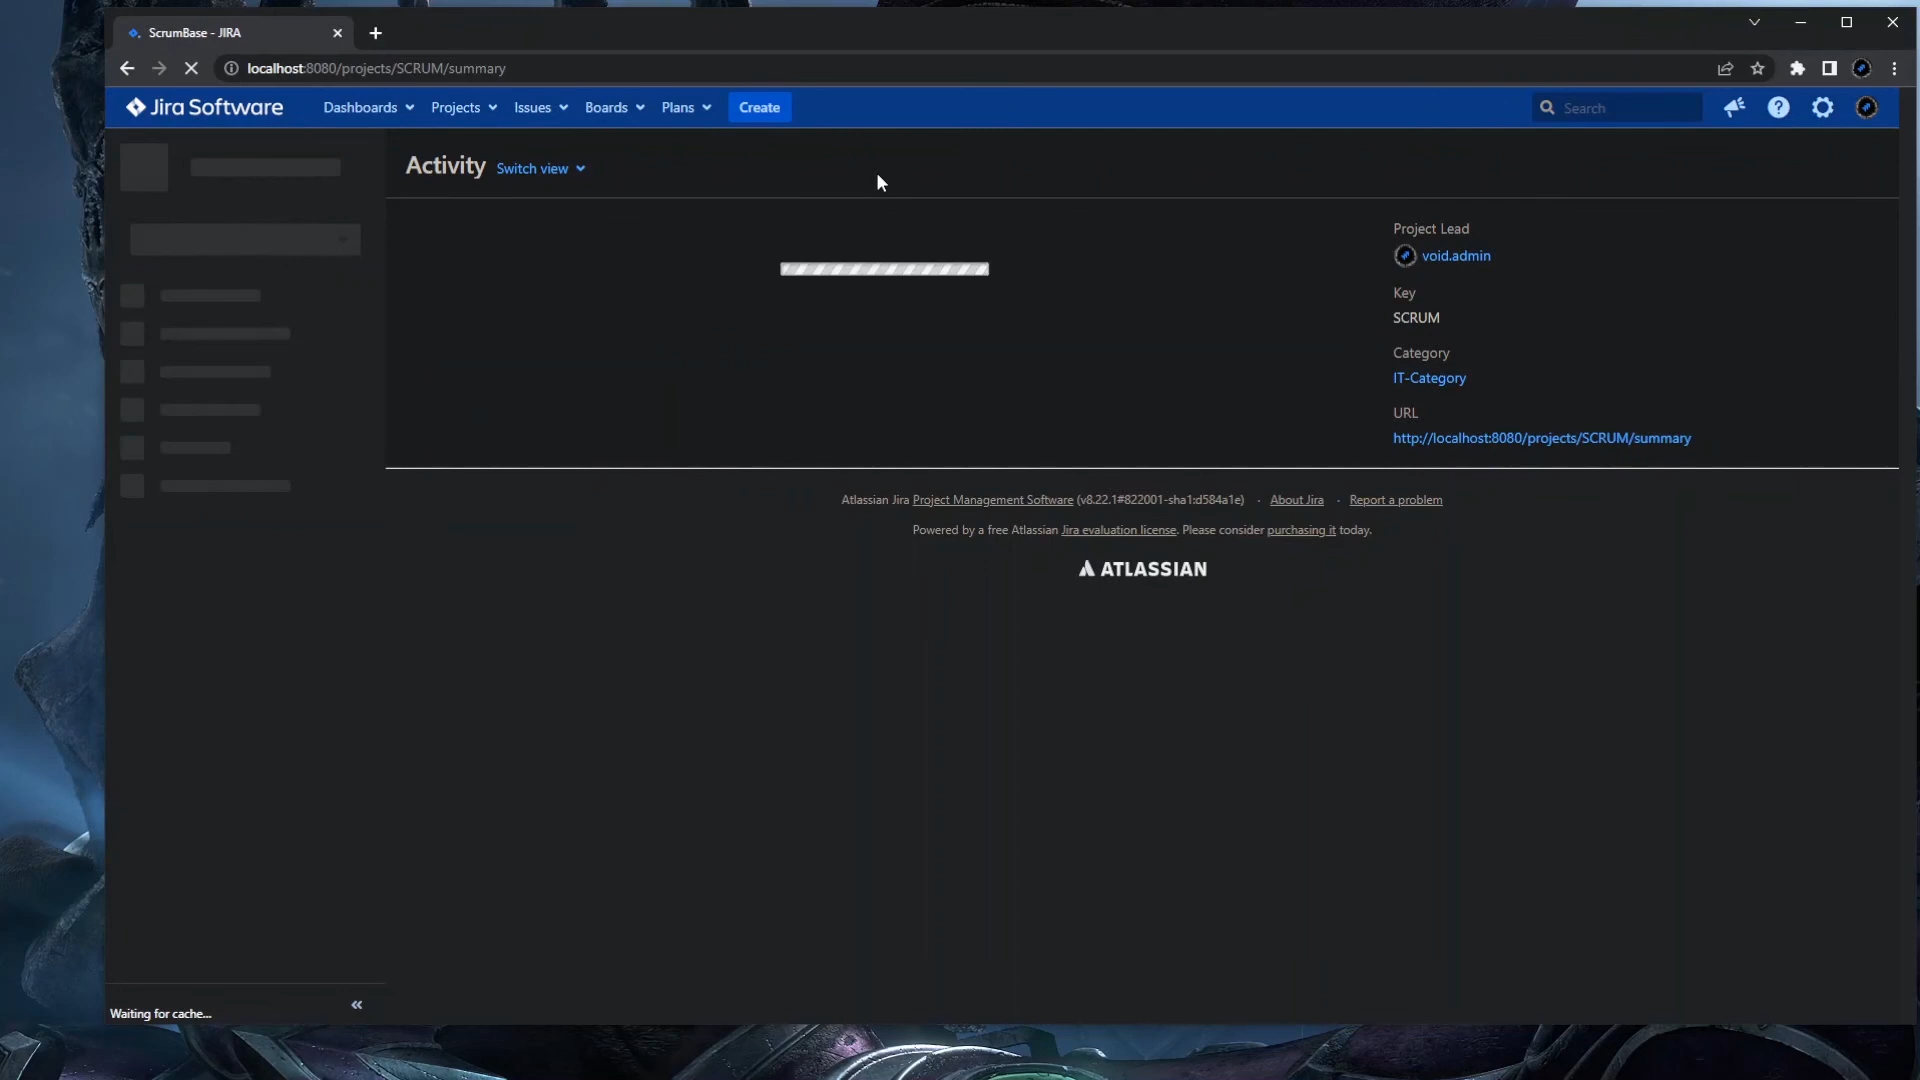 ScrumBase - JIRA
localhost:8080/projects/SCRUM/summary
Jira Software Dashboards Projects Issues Boards Plans Create Search
Activity Switch view
Project Lead
void.admin
Key
SCRUM
Category
IT-Category
URL
http://localhost:8080/projects/SCRUM/summary
Atlassian Jira Project Management Software (v8.22.1#822001-sha1:d584a1e) · About Jira · Report a problem
Powered by a free Atlassian Jira evaluation license. Please consider purchasing it today.
ATLASSIAN
Waiting for cache...